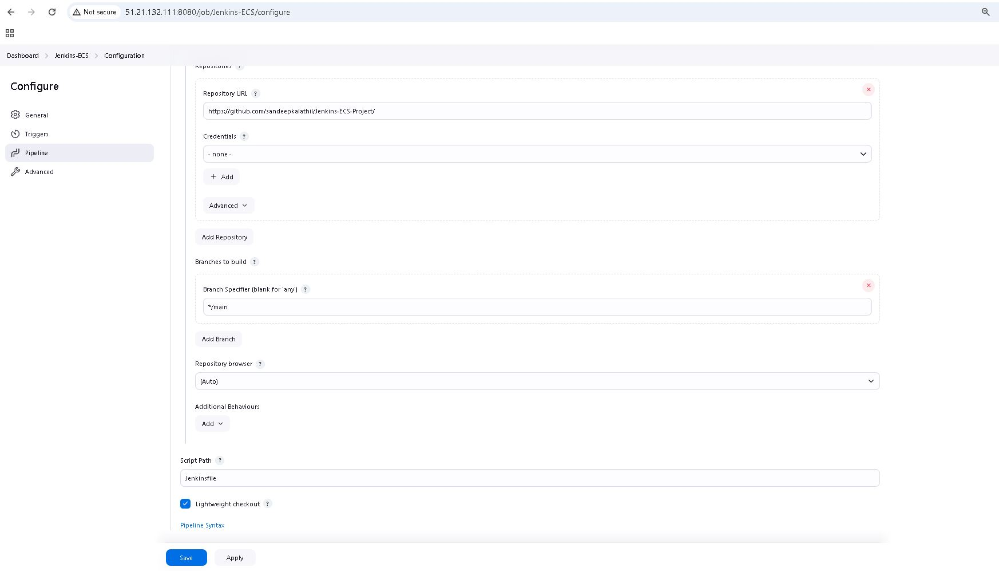 Not secure 51.21.132.111:8080/job/Jenkins-ECS/configure
Dashboard > Jenkins-ECS > Configuration
Configure
General
Triggers
Pipeline
Advanced
Repositories ?
Repository URL ?
https://github.com/sandeepkalathil/Jenkins-ECS-Project/
Credentials ?
- none -
+ Add
Advanced
Add Repository
Branches to build ?
Branch Specifier (blank for 'any') ?
*/main
Add Branch
Repository browser ?
(Auto)
Additional Behaviours
Add
Script Path ?
Jenkinsfile
Lightweight checkout ?
Pipeline Syntax
Save Apply